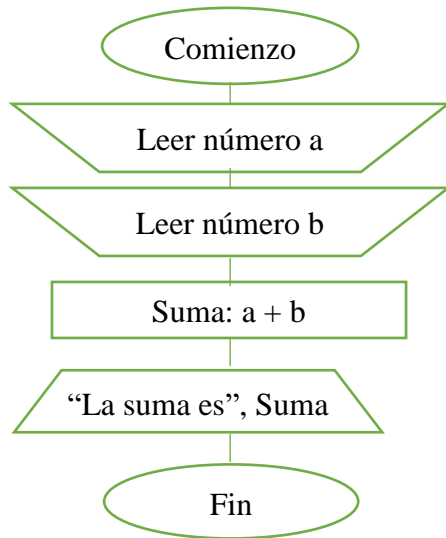 Comienzo
Leer número a
Leer número b
Suma: a + b
“La suma es”, Suma
Fin